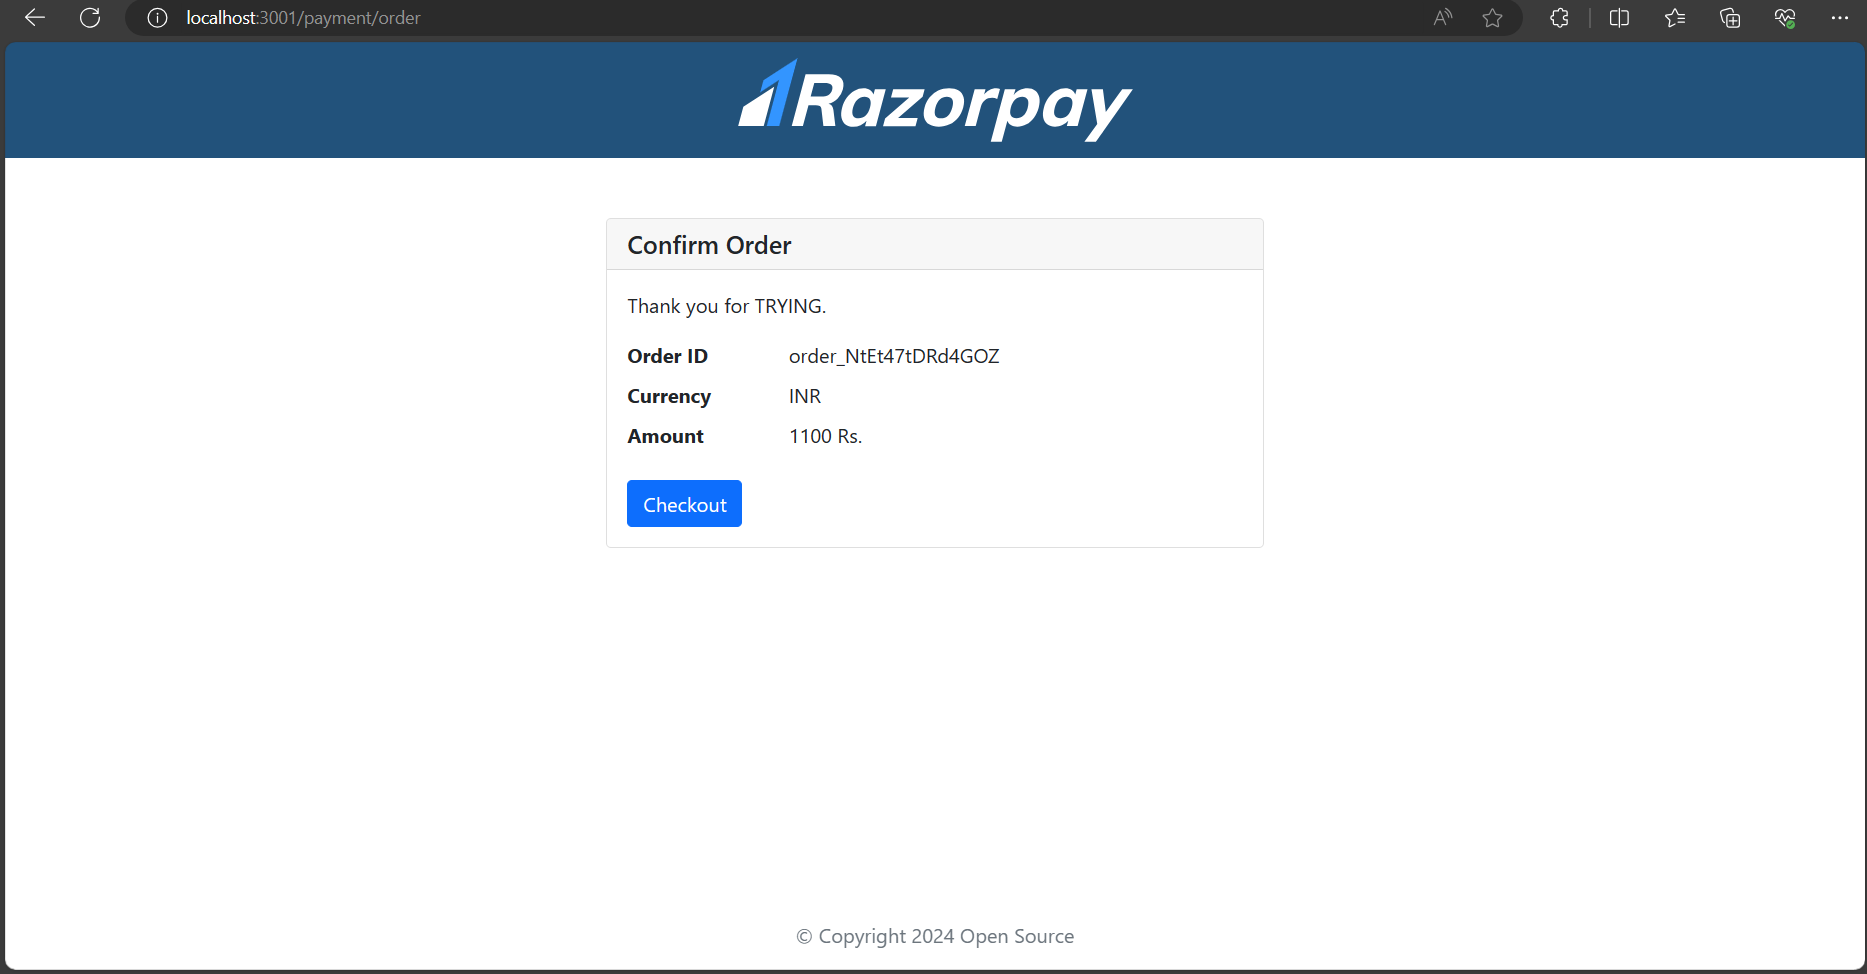 localhost:3001/payment/order
Razorpay
Confirm Order
Thank you for TRYING.
Order ID order_NtEt47tDRd4GOZ
Currency INR
Amount 1100 Rs.
Checkout
© Copyright 2024 Open Source